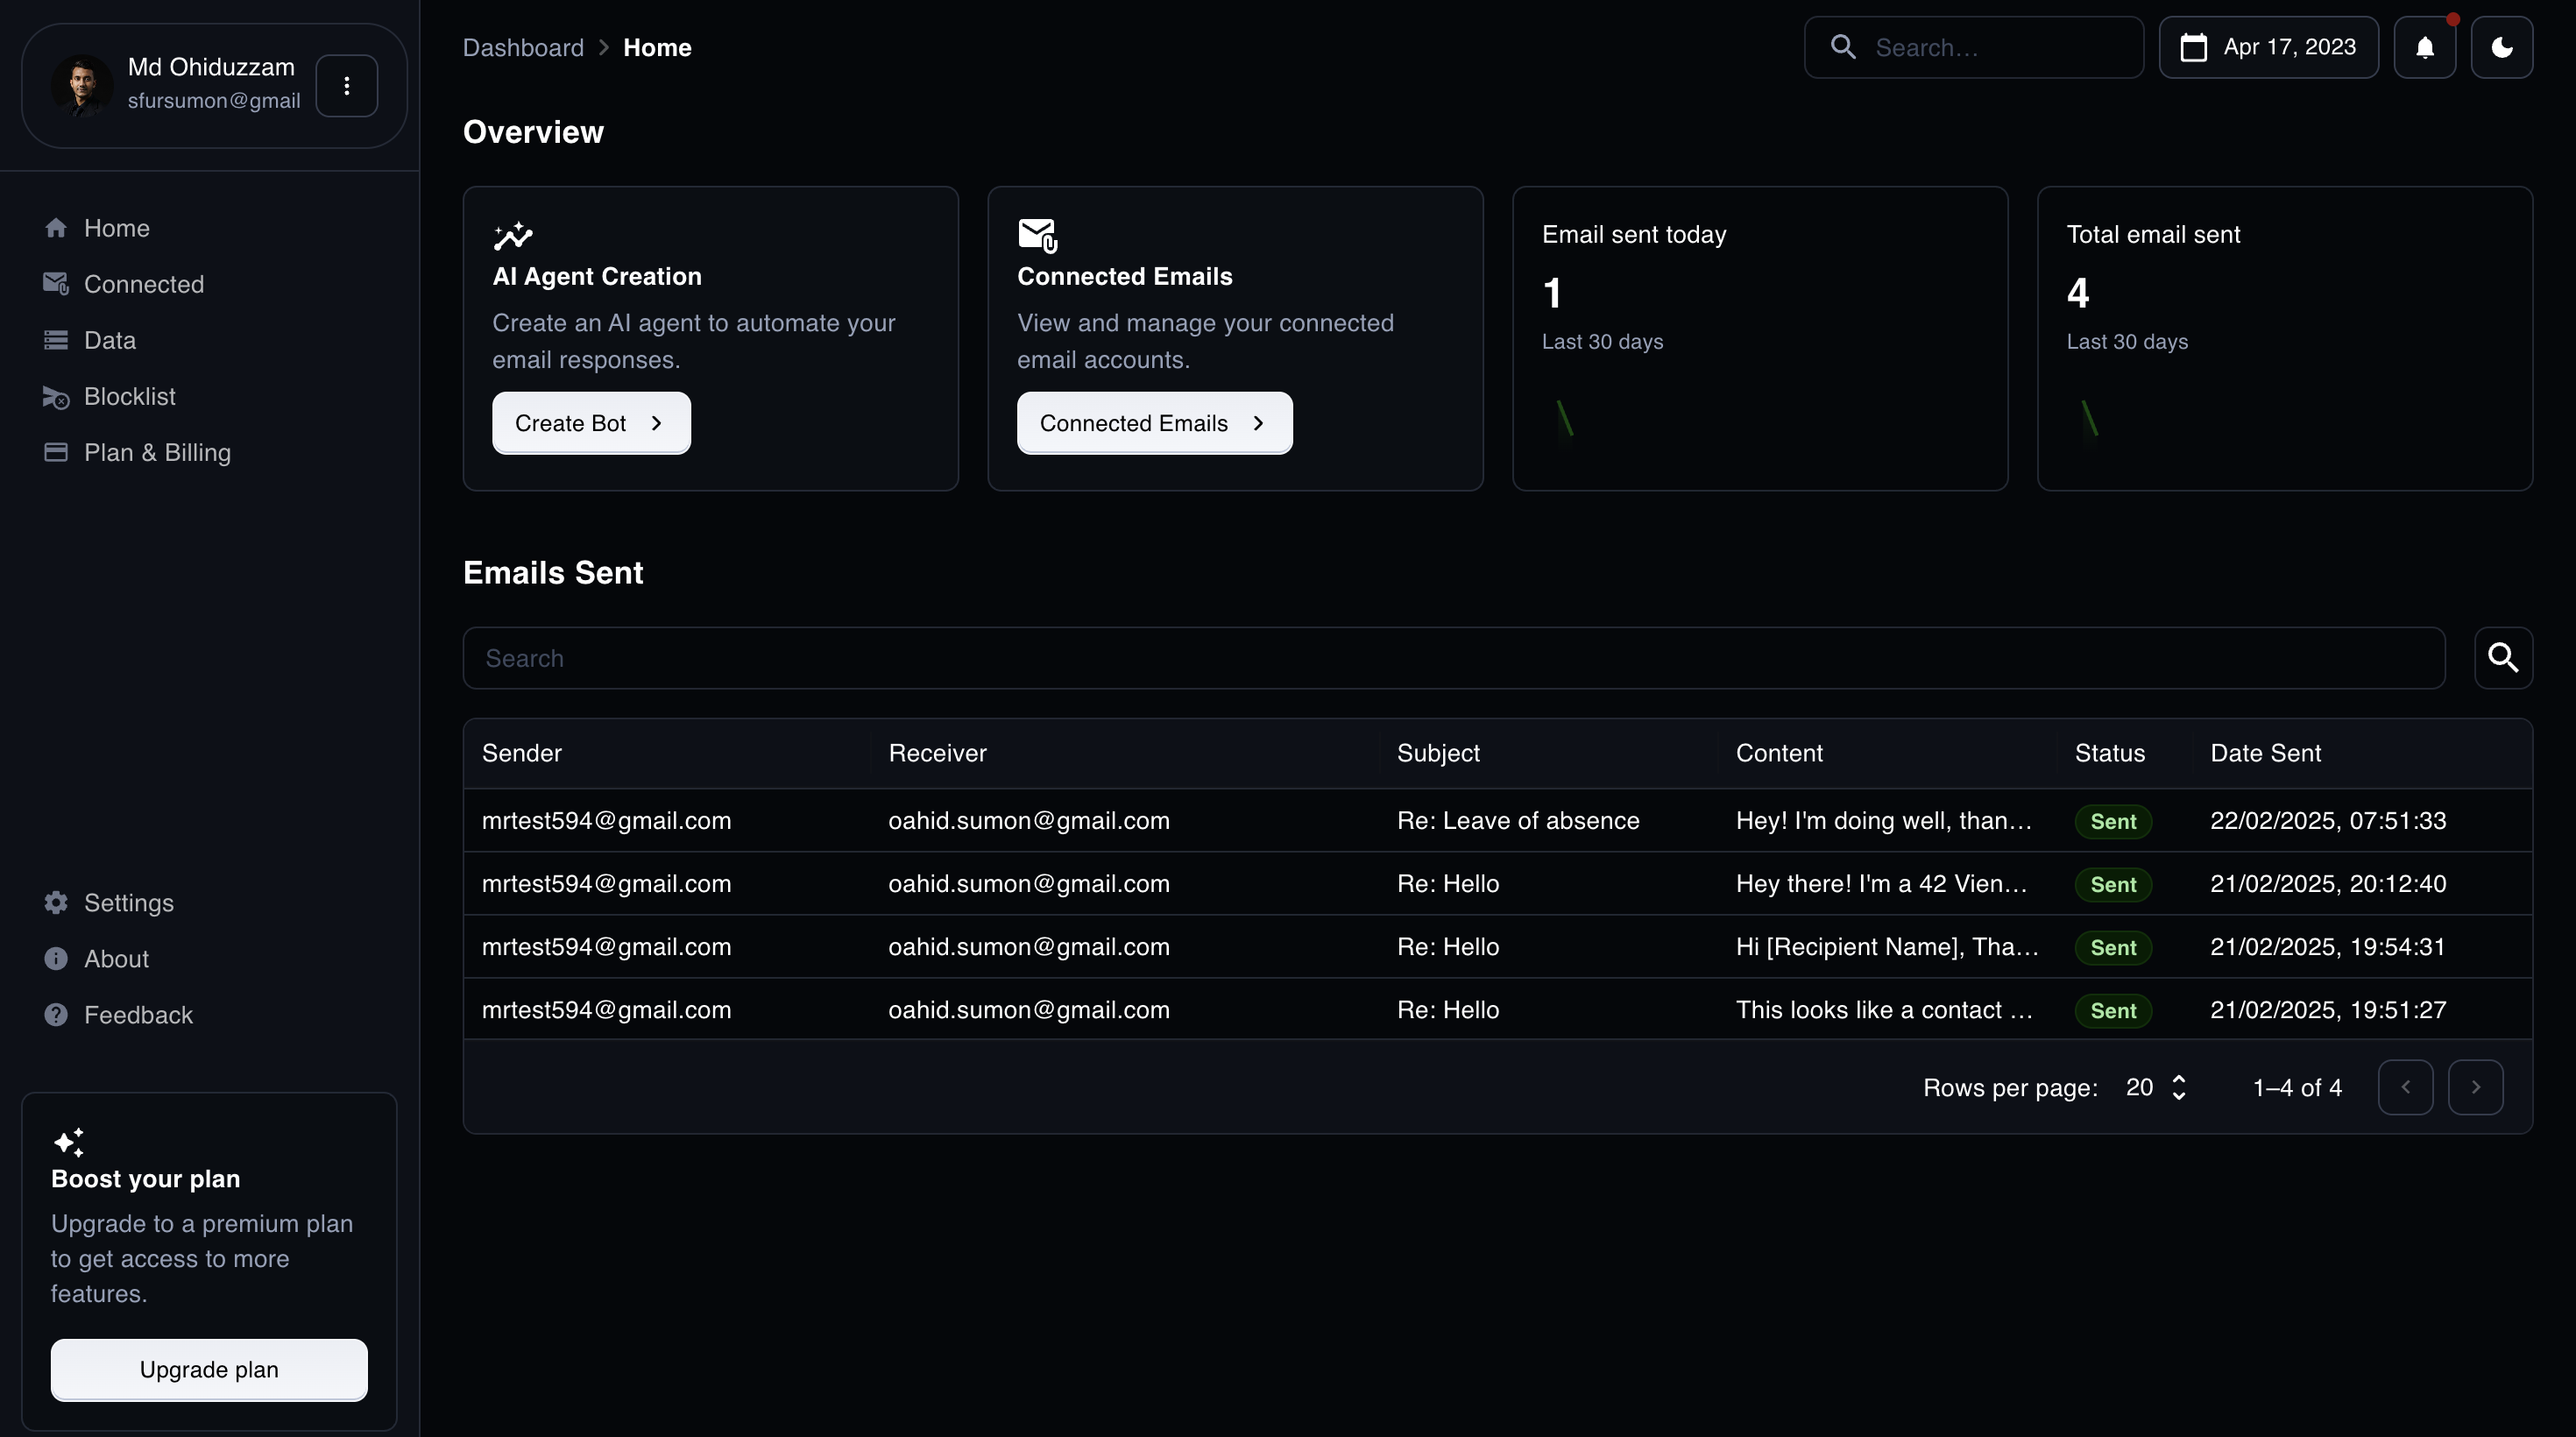 Md Ohiduzzam
sfursumon@gmail
Home
Connected
Data
Blocklist
Plan & Billing
Settings
About
Feedback
Boost your plan
Upgrade to a premium plan
to get access to more
features.
Upgrade plan
Dashboard > Home
Search…
Apr 17, 2023
Overview
AI Agent Creation
Create an AI agent to automate your
email responses.
Create Bot
Connected Emails
View and manage your connected
email accounts.
Connected Emails
Email sent today
1
Last 30 days
Total email sent
4
Last 30 days
Emails Sent
Search
Sender Receiver Subject Content Status Date Sent
mrtest594@gmail.com oahid.sumon@gmail.com Re: Leave of absence Hey! I'm doing well, than… Sent 22/02/2025, 07:51:33
mrtest594@gmail.com oahid.sumon@gmail.com Re: Hello Hey there! I'm a 42 Vien… Sent 21/02/2025, 20:12:40
mrtest594@gmail.com oahid.sumon@gmail.com Re: Hello Hi [Recipient Name], Tha… Sent 21/02/2025, 19:54:31
mrtest594@gmail.com oahid.sumon@gmail.com Re: Hello This looks like a contact … Sent 21/02/2025, 19:51:27
Rows per page: 20 1–4 of 4